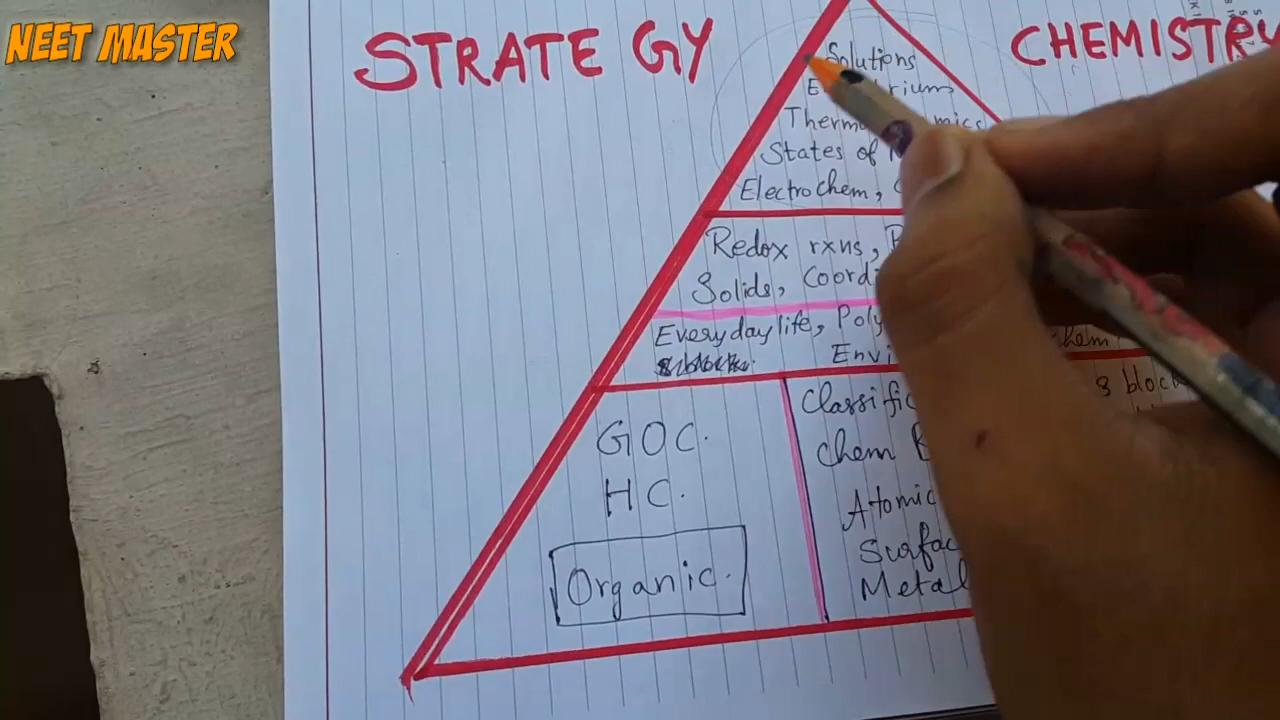 NEET MASTER
STRATEGY
CHEMISTRY
Solutions
Thermo mics
States of
Electrochem,
Redox rxns,
Solids, Coordi
Everyday life, Poly
Envi chem
GOC.
HC.
Organic.
Classific
chem B
Atomic
Surfac
Metal
s block